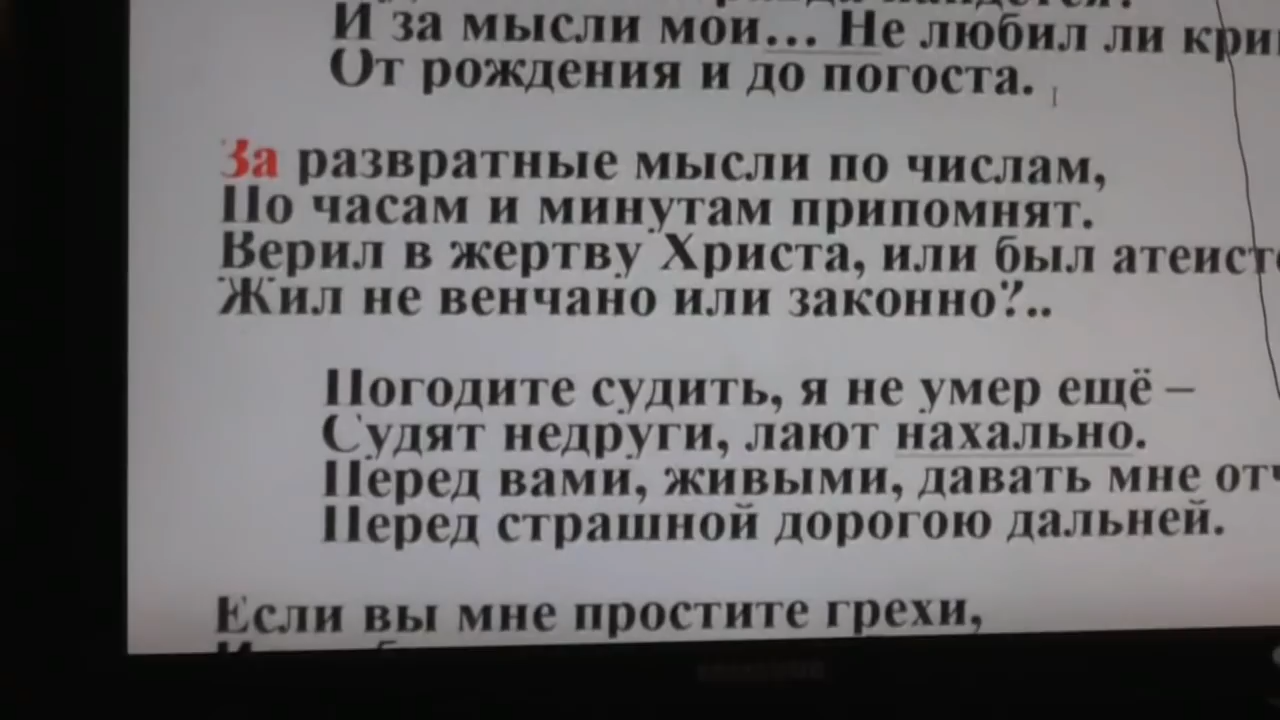 И за мысли мои... Не любил ли
От рождения и до погоста.
За развратные мысли по числам,
По часам и минутам припомнят.
Верил в жертву Христа, или был
Жил не венчано или законно?..
Погодите судить, я не умер ещё –
Судят недруги, лают нахально.
Перед вами, живыми, давать мне
Перед страшной дорогою дальней.
Если вы мне простите грехи,